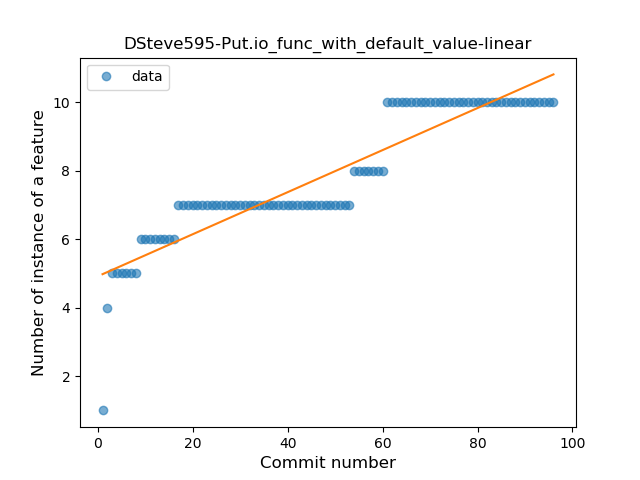 DSteve595-Put.io_func_with_default_value-linear
data
Number of instance of a feature
10
8
6
4
2
0 20 40 60 80 100
Commit number